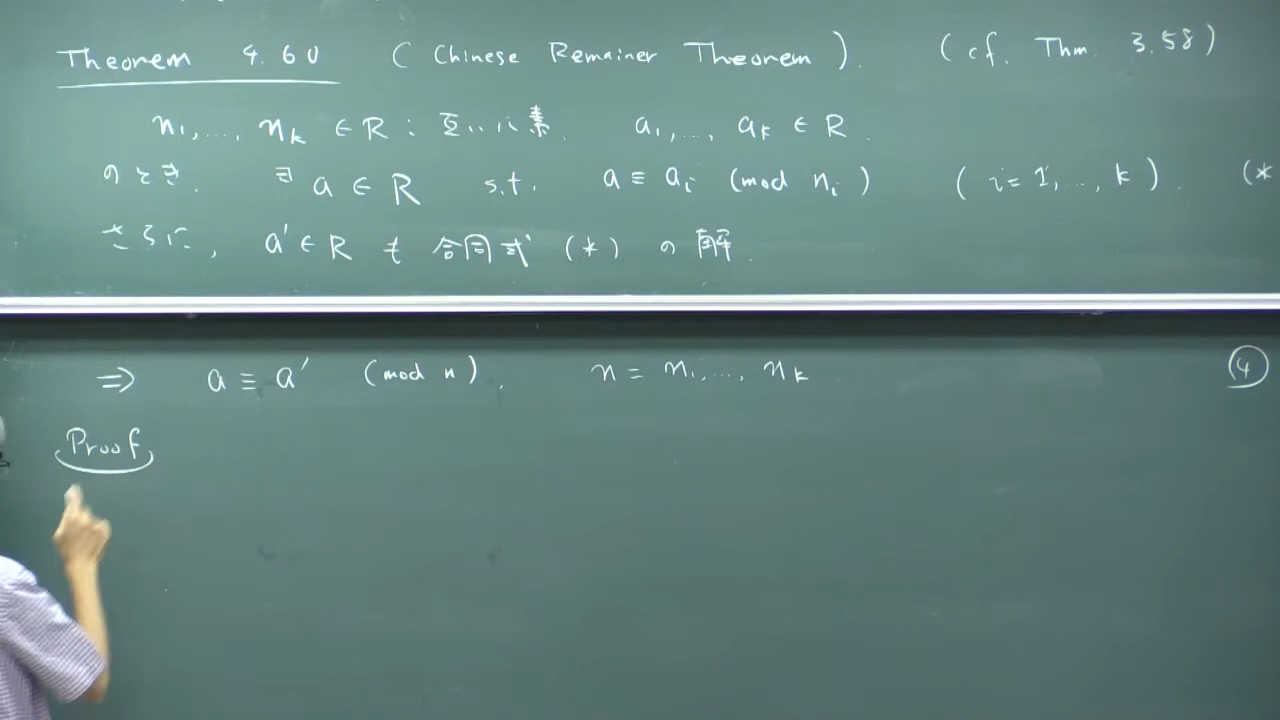 Theorem 4.60 (Chinese Remainer Theorem). (cf. Thm. 3.58)
n₁,..., nₖ ∈ R : 互いに素. a₁,..., aₖ ∈ R.
のとき. ∃ a ∈ R s.t. a ≡ aᵢ (mod nᵢ) (i=1,..., k). (*
さらに, a' ∈ R も 合同式 (*) の 解.
⇒ a ≡ a' (mod n). n = n₁,..., nₖ ④
Proof